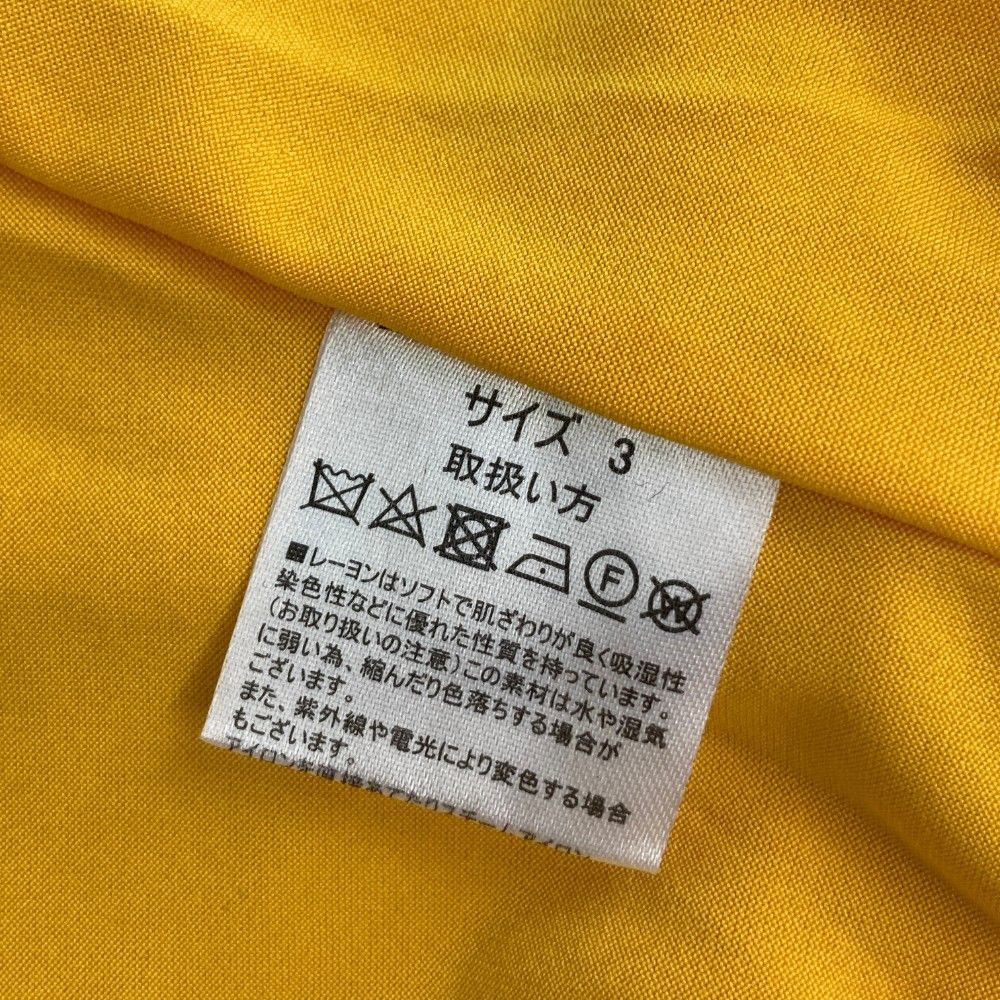 サイズ 3
取扱い方
F
W
■レーヨンはソフトで肌ざわりが良く吸湿性
染色性などに優れた性質を持っています。
(お取り扱いの注意)この素材は水や湿気
に弱い為、縮んだり色落ちする場合が
ございます。
また、紫外線や電光により変色する場合
もございます。